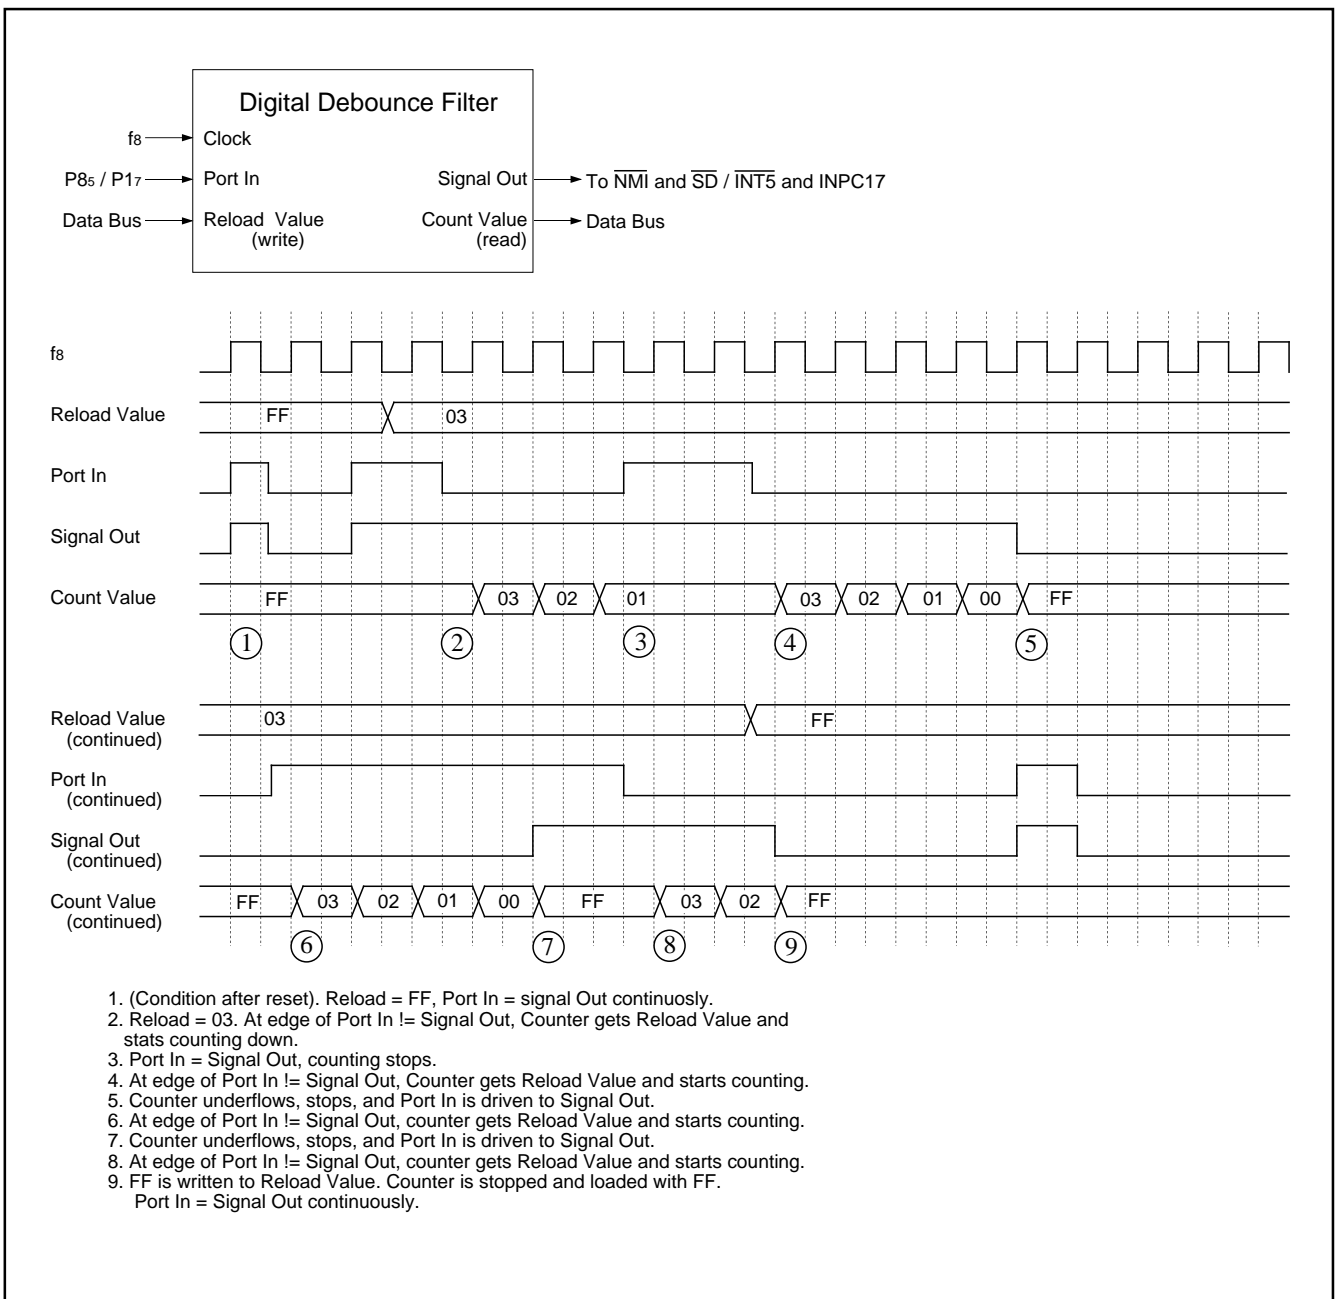 Digital Debounce Filter
f8 Clock
P85 / P17 Port In Signal Out To NMI and SD / INT5 and INPC17
Data Bus Reload Value Count Value Data Bus
(write) (read)
f8
Reload Value FF 03
Port In
Signal Out
Count Value FF 03 02 01 03 02 01 00 FF
1 2 3 4 5
Reload Value 03 FF
(continued)
Port In
(continued)
Signal Out
(continued)
Count Value FF 03 02 01 00 FF 03 02 FF
(continued)
6 7 8 9
1. (Condition after reset). Reload = FF, Port In = signal Out continuosly.
2. Reload = 03. At edge of Port In != Signal Out, Counter gets Reload Value and
stats counting down.
3. Port In = Signal Out, counting stops.
4. At edge of Port In != Signal Out, Counter gets Reload Value and starts counting.
5. Counter underflows, stops, and Port In is driven to Signal Out.
6. At edge of Port In != Signal Out, counter gets Reload Value and starts counting.
7. Counter underflows, stops, and Port In is driven to Signal Out.
8. At edge of Port In != Signal Out, counter gets Reload Value and starts counting.
9. FF is written to Reload Value. Counter is stopped and loaded with FF.
Port In = Signal Out continuously.